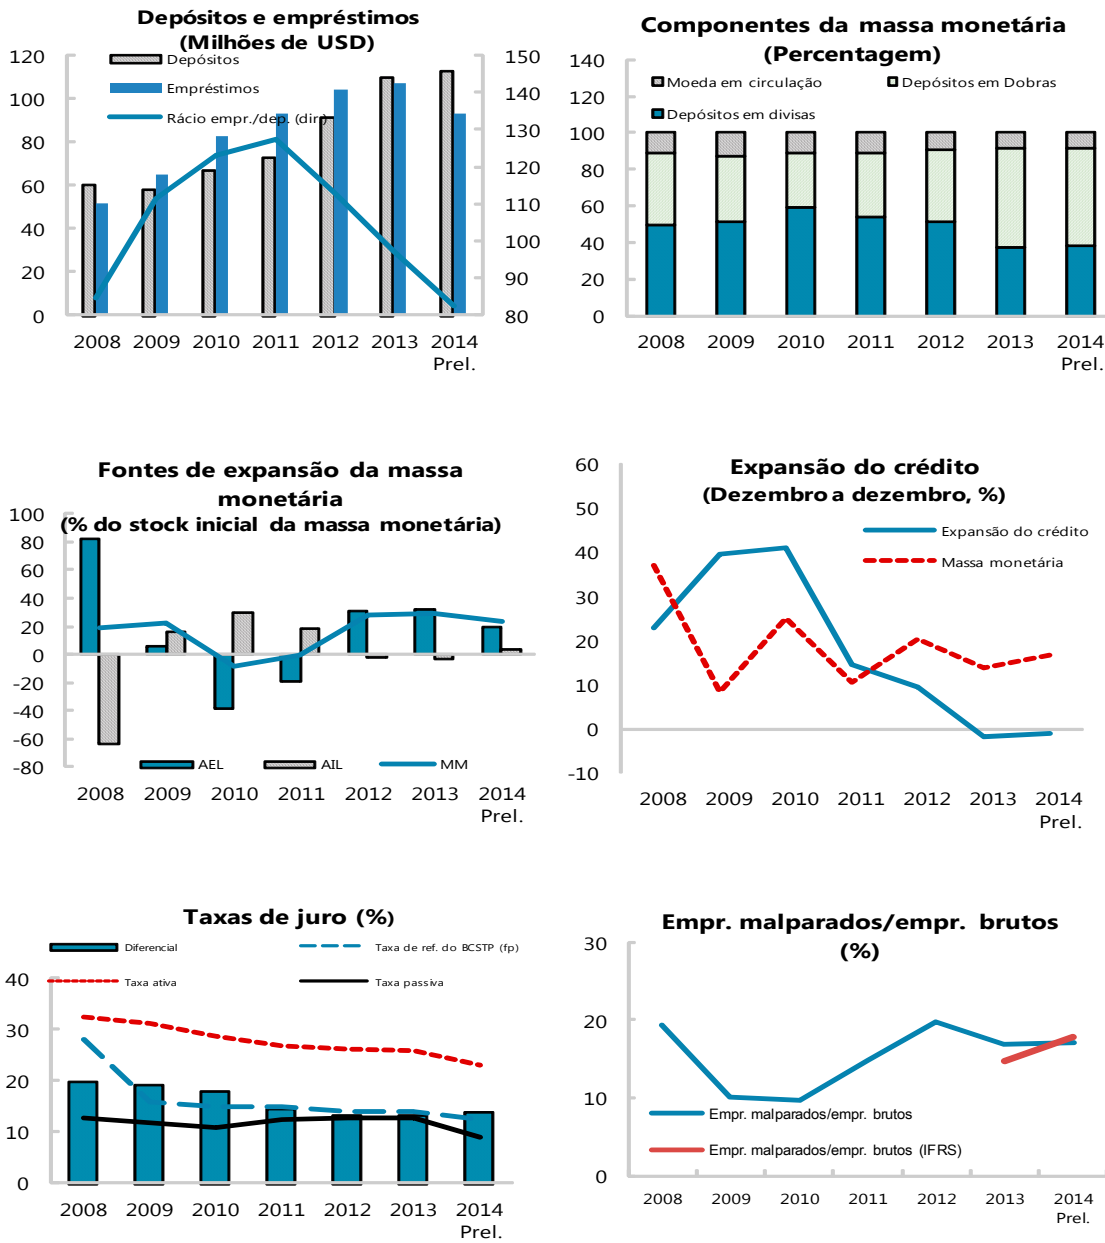 Depósitos e empréstimos
(Milhões de USD)
Depósitos
Empréstimos
Rácio empr./dep. (dir.)
120
100
80
60
40
20
0
150
140
130
120
110
100
90
80
2008 2009 2010 2011 2012 2013 2014
Prel.
Componentes da massa monetária
(Percentagem)
Moeda em circulação
Depósitos em Dobras
Depósitos em divisas
140
120
100
80
60
40
20
0
2008 2009 2010 2011 2012 2013 2014
Prel.
Fontes de expansão da massa
monetária
(% do stock inicial da massa monetária)
100
80
60
40
20
0
-20
-40
-60
-80
AEL AIL MM
2008 2009 2010 2011 2012 2013 2014
Prel.
Expansão do crédito
(Dezembro a dezembro, %)
Expansão do crédito
Massa monetária
60
50
40
30
20
10
0
-10
2008 2009 2010 2011 2012 2013 2014
Prel.
Taxas de juro (%)
Diferencial
Taxa de ref. do BCSTP (fp)
Taxa ativa
Taxa passiva
40
30
20
10
0
2008 2009 2010 2011 2012 2013 2014
Prel.
Empr. malparados/empr. brutos
(%)
30
20
10
0
Empr. malparados/empr. brutos
Empr. malparados/empr. brutos (IFRS)
2008 2009 2010 2011 2012 2013 2014
Prel.